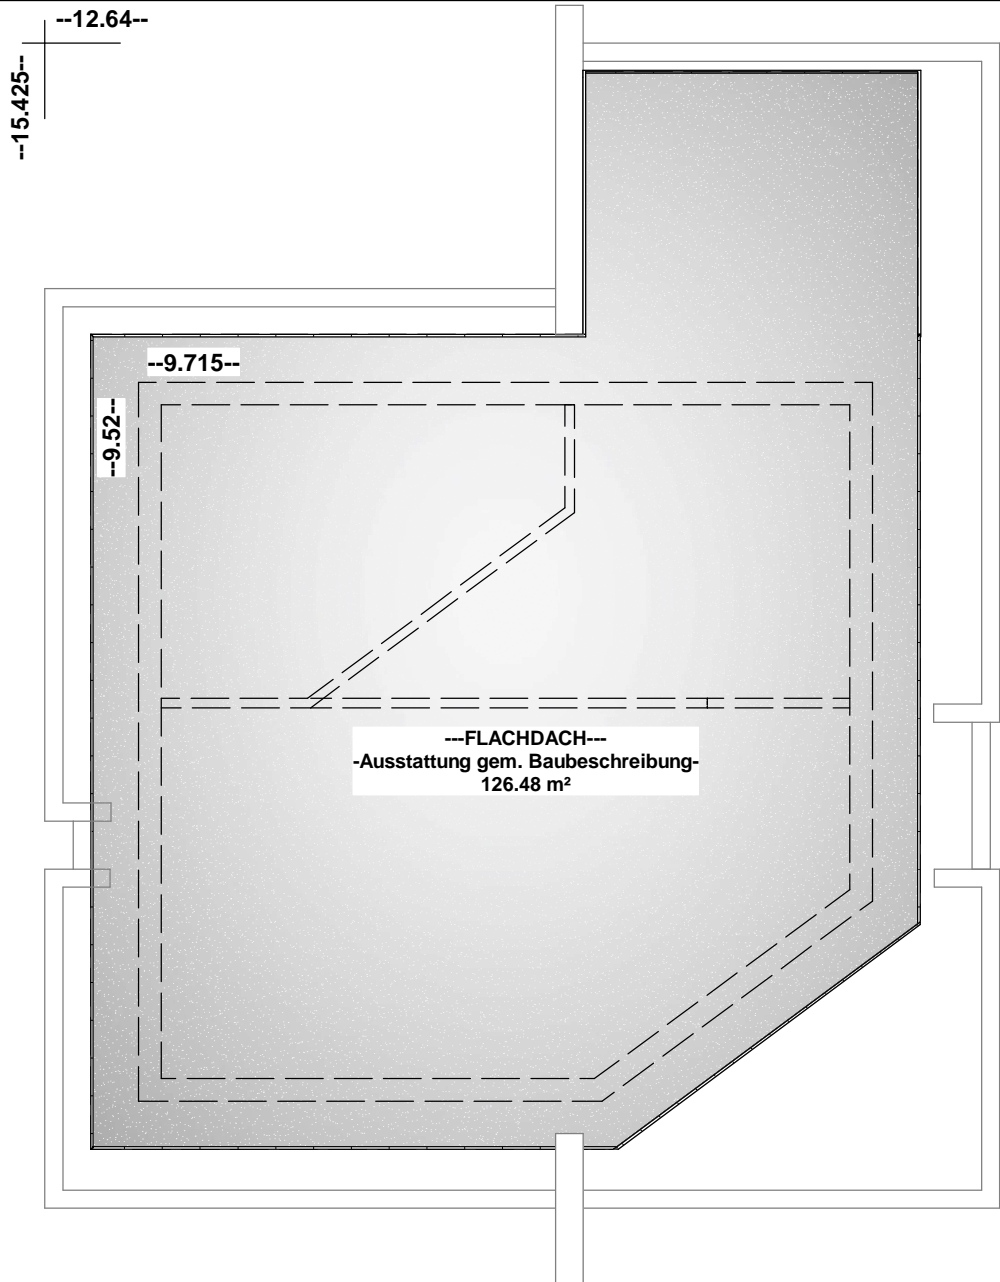 --12.64--
--15.425--
--9.715--
--9.52--
---FLACHDACH---
-Ausstattung gem. Baubeschreibung-
126.48 m²